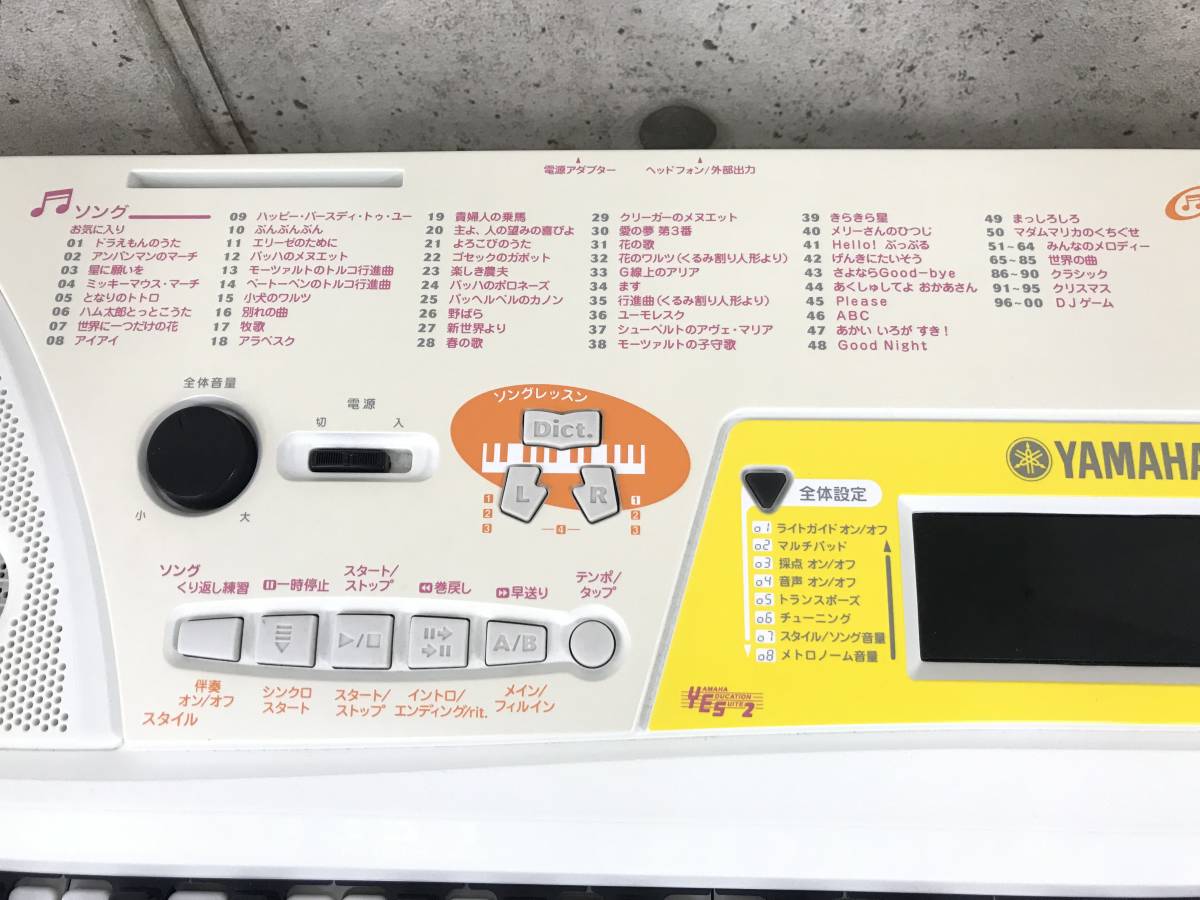 電源アダプター
ヘッドフォン/外部出力
ソング
お気に入り
01 ドラえもんのうた
02 アンパンマンのマーチ
03 星に願いを
04 ミッキーマウス・マーチ
05 となりのトトロ
06 ハム太郎とっとこうた
07 世界に一つだけの花
08 アイアイ
09 ハッピー・バースディ・トゥ・ユー
10 ぶんぶんぶん
11 エリーゼのために
12 バッハのメヌエット
13 モーツァルトのトルコ行進曲
14 ベートーベンのトルコ行進曲
15 小犬のワルツ
16 別れの曲
17 牧歌
18 アラベスク
19 貴婦人の乗馬
20 主よ、人の望みの喜びよ
21 よろこびのうた
22 ゴセックのガボット
23 楽しき農夫
24 バッハのポロネーズ
25 パッヘルベルのカノン
26 野ばら
27 新世界より
28 春の歌
29 クリーガーのメヌエット
30 愛の夢 第3番
31 花の歌
32 花のワルツ(くるみ割り人形より)
33 G線上のアリア
34 ます
35 行進曲(くるみ割り人形より)
36 ユーモレスク
37 シューベルトのアヴェ・マリア
38 モーツァルトの子守歌
39 きらきら星
40 メリーさんのひつじ
41 Hello! ぶっぶる
42 げんきにたいそう
43 さよならGood-bye
44 あくしゅしてよ おかあさん
45 Please
46 ABC
47 あかい いろが すき!
48 Good Night
49 まっしろしろ
50 マダムマリカのくちぐせ
51~64 みんなのメロディー
65~85 世界の曲
86~90 クラシック
91~95 クリスマス
96~00 DJゲーム
全体音量
小 大
電源
切 入
ソングレッスン
Dict.
L R
1 1
2 2
3 4 3
ソング
くり返し練習
一時停止
スタート/
ストップ
巻戻し
早送り
テンポ/
タップ
A/B
伴奏
オン/オフ
スタイル
シンクロ
スタート
スタート/
ストップ
イントロ/
エンディング/rit.
メイン/
フィルイン
YAMAHA
全体設定
o1 ライトガイド オン/オフ
o2 マルチパッド
o3 採点 オン/オフ
o4 音声 オン/オフ
o5 トランスポーズ
o6 チューニング
o7 スタイル/ソング音量
o8 メトロノーム音量
YAMAHA
EDUCATION
SUITE 2